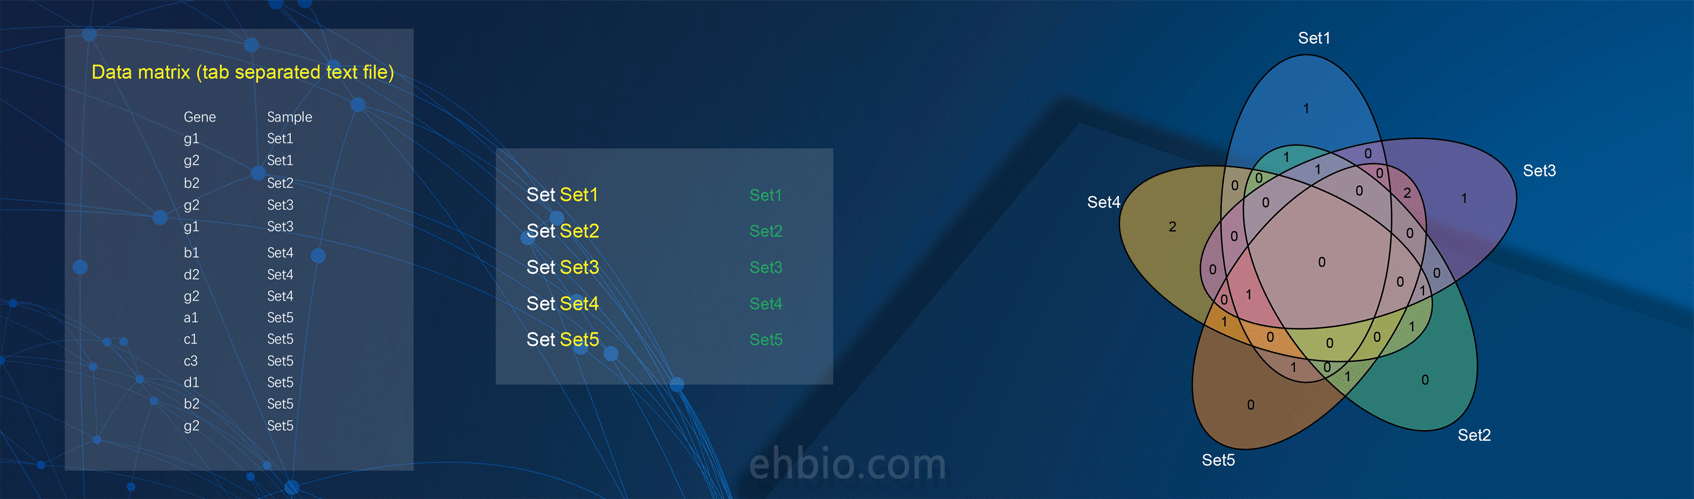 Data matrix (tab separated text file)
Gene Sample
g1 Set1
g2 Set1
b2 Set2
g2 Set3
g1 Set3
b1 Set4
d2 Set4
g2 Set4
a1 Set5
c1 Set5
c3 Set5
d1 Set5
b2 Set5
g2 Set5
Set Set1 Set1
Set Set2 Set2
Set Set3 Set3
Set Set4 Set4
Set Set5 Set5
Set1
1
1 1 0
Set3
0 0 0 0 2 1
Set4
0
2 0 0
0 0 0
0 1 0 1
1 1
0 0 0
1 0 1 0
0
Set2
Set5
ehbio.com